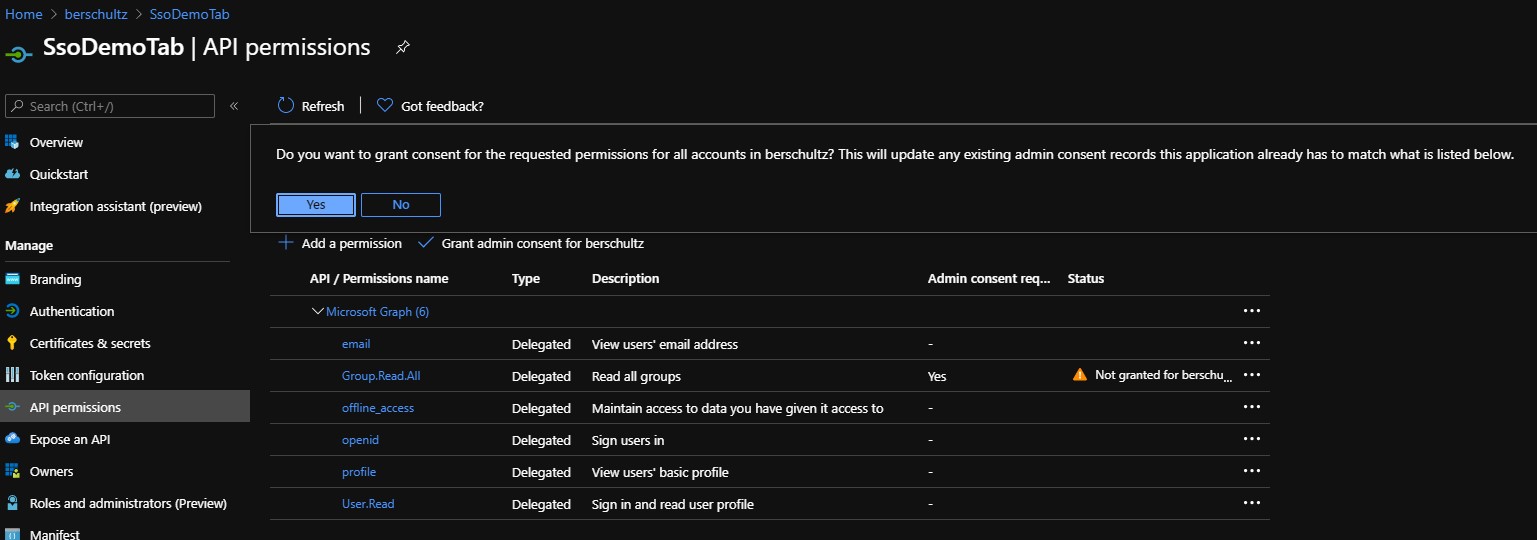 Home > berschultz > SsoDemoTab
SsoDemoTab | API permissions
Search (Ctrl+/)
«
Refresh | Got feedback?
Overview
Quickstart
Integration assistant (preview)
Manage
Branding
Authentication
Certificates & secrets
Token configuration
API permissions
Expose an API
Owners
Roles and administrators (Preview)
Manifest
Do you want to grant consent for the requested permissions for all accounts in berschultz? This will update any existing admin consent records this application already has to match what is listed below.
Yes No
+ Add a permission Grant admin consent for berschultz
API / Permissions name Type Description Admin consent req... Status
Microsoft Graph (6) ...
email Delegated View users' email address - ...
Group.Read.All Delegated Read all groups Yes Not granted for berschu... ...
offline_access Delegated Maintain access to data you have given it access to - ...
openid Delegated Sign users in - ...
profile Delegated View users' basic profile - ...
User.Read Delegated Sign in and read user profile - ...